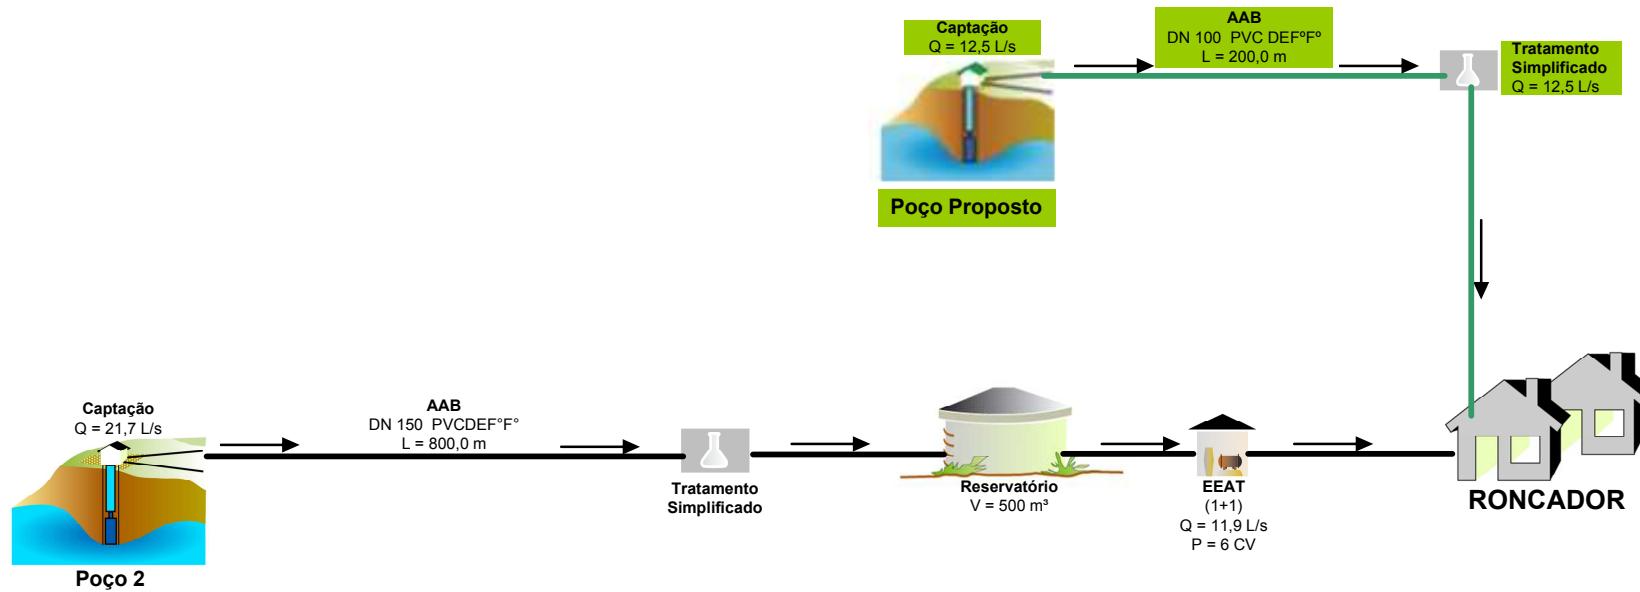 Captação
Q = 12,5 L/s
AAB
DN 100  PVC DEFºFº
L = 200,0 m
Tratamento
Simplificado
Q = 12,5 L/s
Poço Proposto
Captação
Q = 21,7 L/s
AAB
DN 150  PVCDEF°F°
L = 800,0 m
Tratamento
Simplificado
Reservatório
V = 500 m³
EEAT
(1+1)
Q = 11,9 L/s
P = 6 CV
RONCADOR
Poço 2